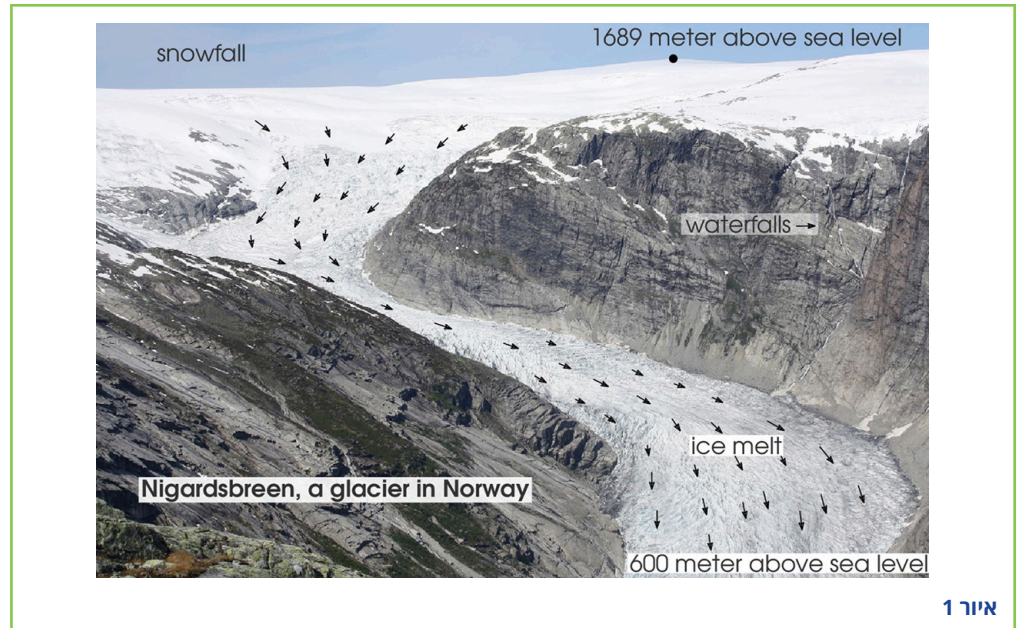 snowfall
1689 meter above sea level
waterfalls
ice melt
Nigardsbreen, a glacier in Norway
600 meter above sea level
איור 1